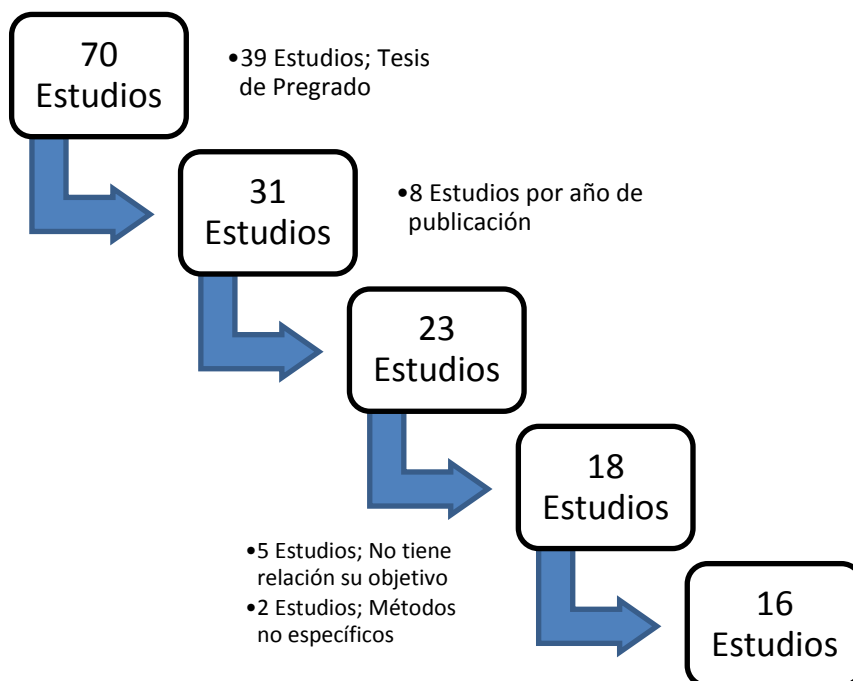 70
Estudios
•39 Estudios; Tesis
de Pregrado
31
Estudios
•8 Estudios por año de
publicación
23
Estudios
18
Estudios
•5 Estudios; No tiene
relación su objetivo
•2 Estudios; Métodos
no específicos
16
Estudios